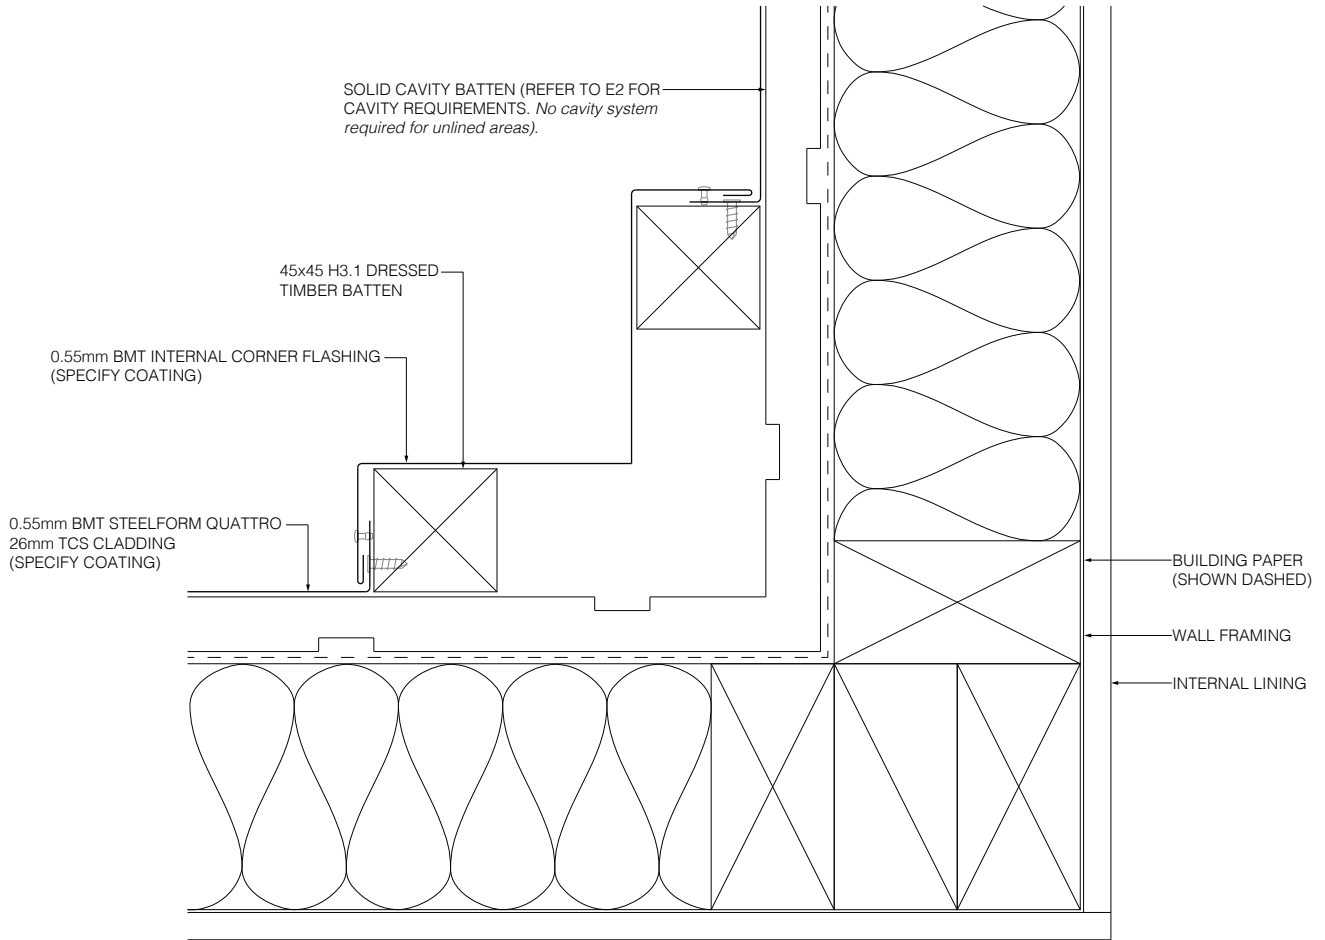 SOLID CAVITY BATTEN (REFER TO E2 FOR
CAVITY REQUIREMENTS. No cavity system
required for unlined areas).
45x45 H3.1 DRESSED
TIMBER BATTEN
0.55mm BMT INTERNAL CORNER FLASHING
(SPECIFY COATING)
0.55mm BMT STEELFORM QUATTRO
26mm TCS CLADDING
(SPECIFY COATING)
BUILDING PAPER
(SHOWN DASHED)
WALL FRAMING
INTERNAL LINING